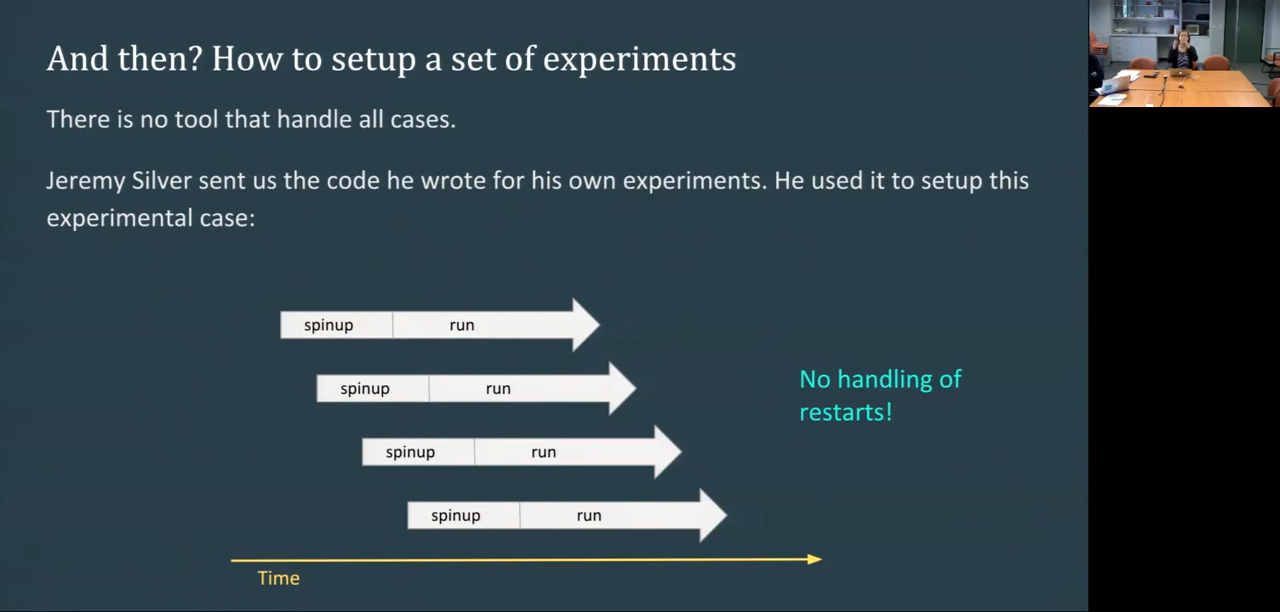 And then? How to setup a set of experiments
There is no tool that handle all cases.
Jeremy Silver sent us the code he wrote for his own experiments. He used it to setup this
experimental case:
spinup run
spinup run
No handling of
restarts!
spinup run
spinup run
Time